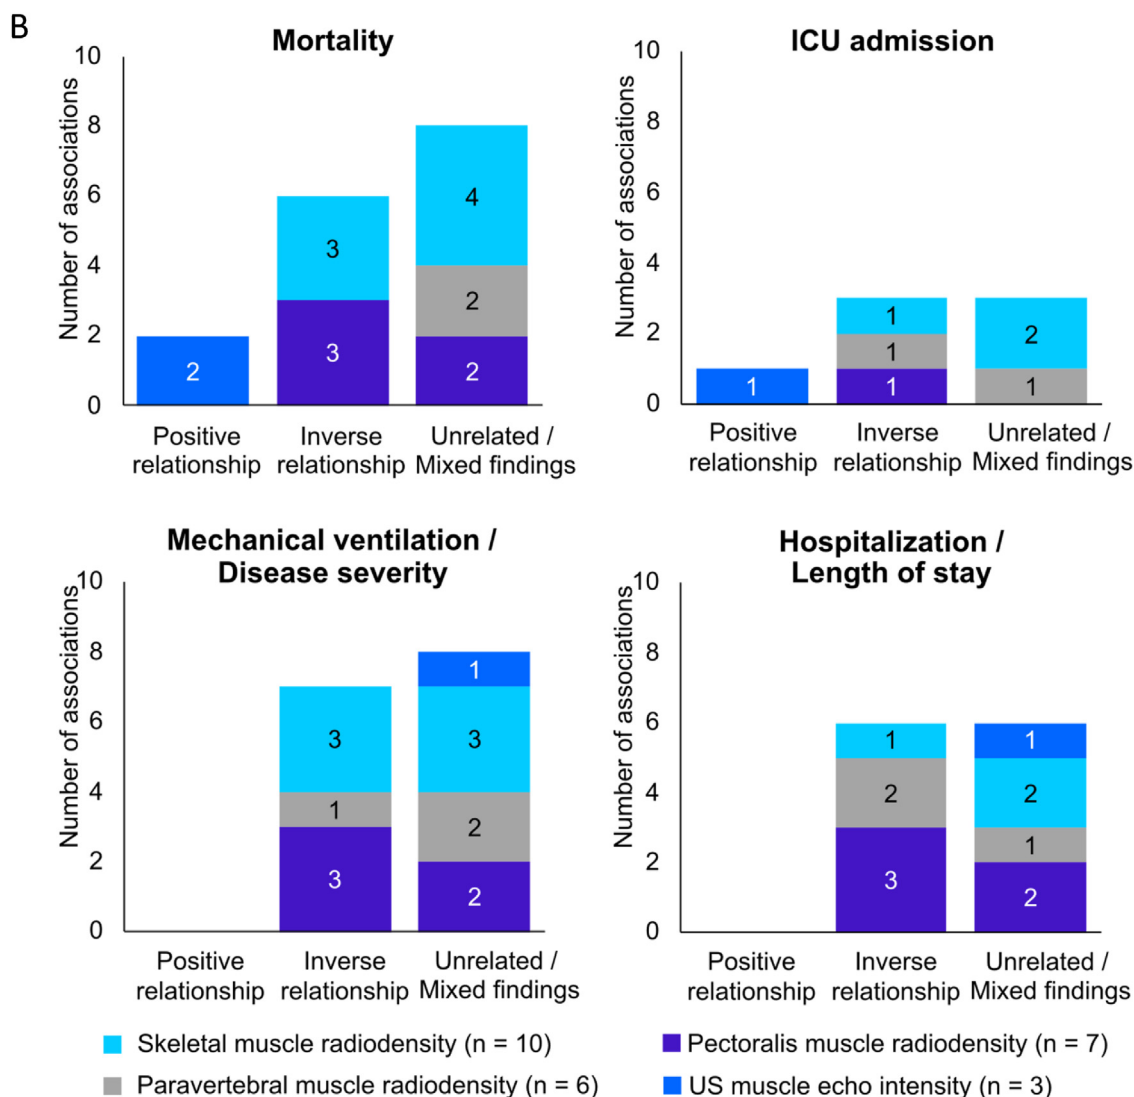 B
Mortality
Number of associations
10
8
6
4
2
0
2
3
3
4
2
2
Positive
relationship
Inverse
relationship
Unrelated /
Mixed findings
ICU admission
Number of associations
10
8
6
4
2
0
1
1
1
1
2
1
Positive
relationship
Inverse
relationship
Unrelated /
Mixed findings
Mechanical ventilation /
Disease severity
Number of associations
10
8
6
4
2
0
3
1
3
1
3
2
2
Positive
relationship
Inverse
relationship
Unrelated /
Mixed findings
Hospitalization /
Length of stay
Number of associations
10
8
6
4
2
0
1
2
3
1
2
1
2
Positive
relationship
Inverse
relationship
Unrelated /
Mixed findings
Skeletal muscle radiodensity (n = 10)
Pectoralis muscle radiodensity (n = 7)
Paravertebral muscle radiodensity (n = 6)
US muscle echo intensity (n = 3)